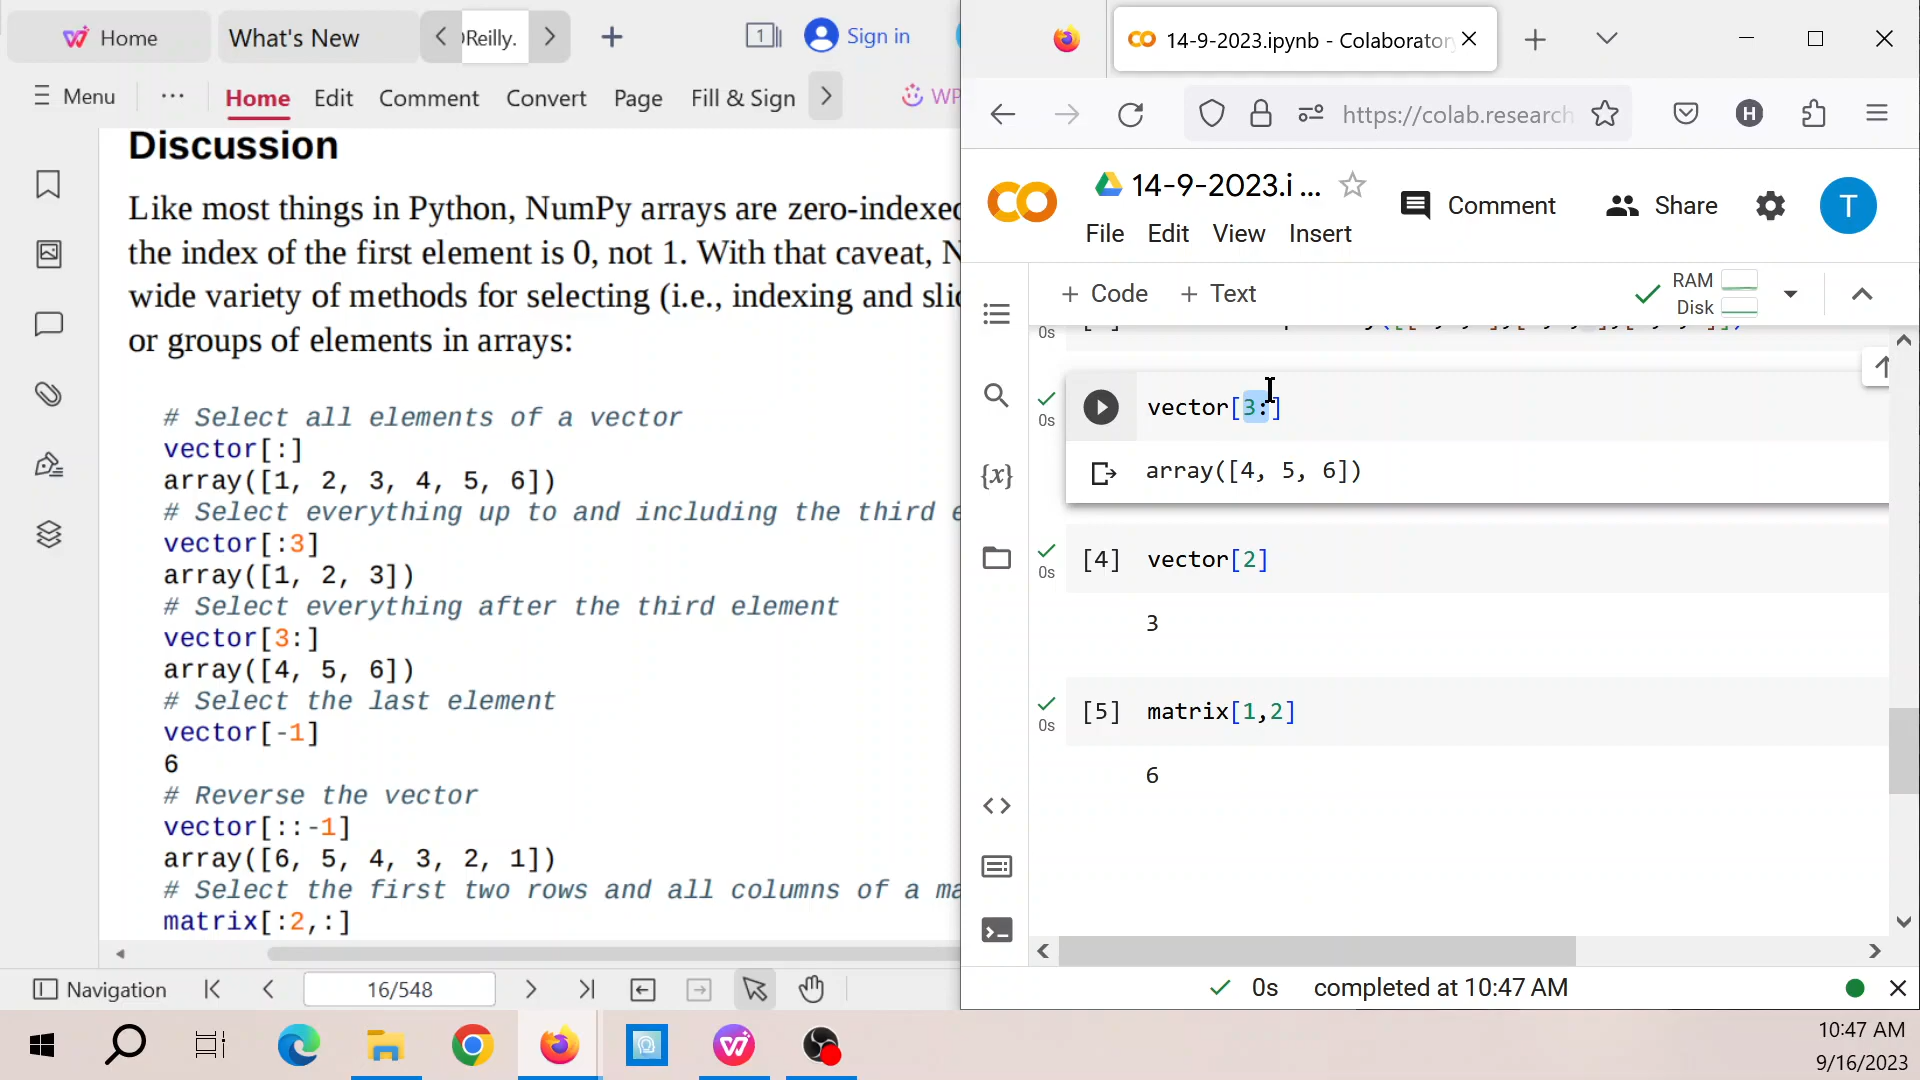 Home
What's New
)Reilly.
1
Sign in
Menu
Home
Edit
Comment
Convert
Page
Fill & Sign
Discussion
Like most things in Python, NumPy arrays are zero-indexed
the index of the first element is 0, not 1. With that caveat, N
wide variety of methods for selecting (i.e., indexing and slic
or groups of elements in arrays:
# Select all elements of a vector
vector[:]
array([1, 2, 3, 4, 5, 6])
# Select everything up to and including the third e
vector[:3]
array([1, 2, 3])
# Select everything after the third element
vector[3:]
array([4, 5, 6])
# Select the last element
vector[-1]
6
# Reverse the vector
vector[::-1]
array([6, 5, 4, 3, 2, 1])
# Select the first two rows and all columns of a ma
matrix[:2,:]
Navigation
16/548
14-9-2023.ipynb - Colaboratory
https://colab.research
H
14-9-2023.i ...
Comment
Share
T
File
Edit
View
Insert
+ Code
+ Text
RAM
Disk
0s
0s
vector[3:]
array([4, 5, 6])
{x}
0s
[4]
vector[2]
3
0s
[5]
matrix[1,2]
6
0s
completed at 10:47 AM
10:47 AM
9/16/2023